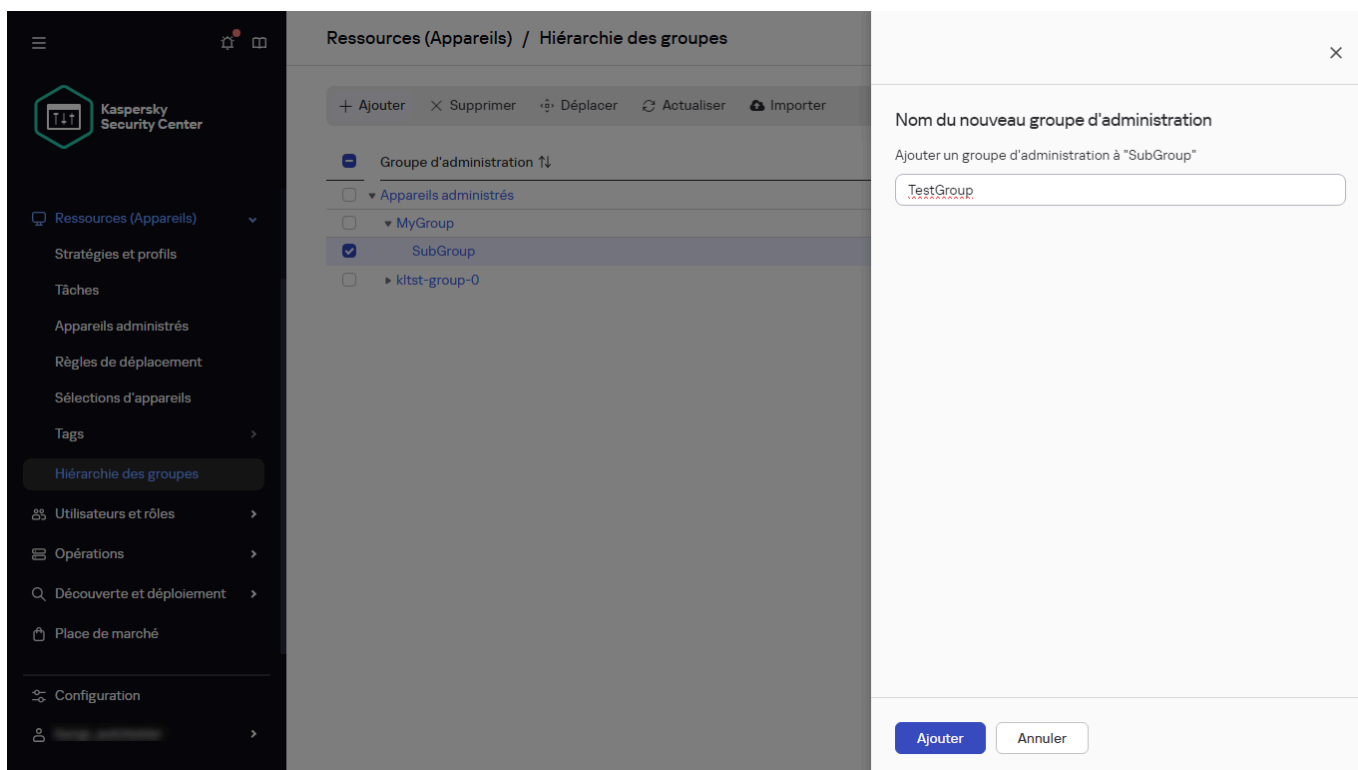 Kaspersky
Security Center
Ressources (Appareils)
Stratégies et profils
Tâches
Appareils administrés
Règles de déplacement
Sélections d'appareils
Tags
Hiérarchie des groupes
Utilisateurs et rôles
Opérations
Découverte et déploiement
Place de marché
Configuration
Ressources (Appareils) / Hiérarchie des groupes
Ajouter Supprimer Déplacer Actualiser Importer
Groupe d'administration
Appareils administrés
MyGroup
SubGroup
kltst-group-0
Nom du nouveau groupe d'administration
Ajouter un groupe d'administration à "SubGroup"
TestGroup
Ajouter Annuler